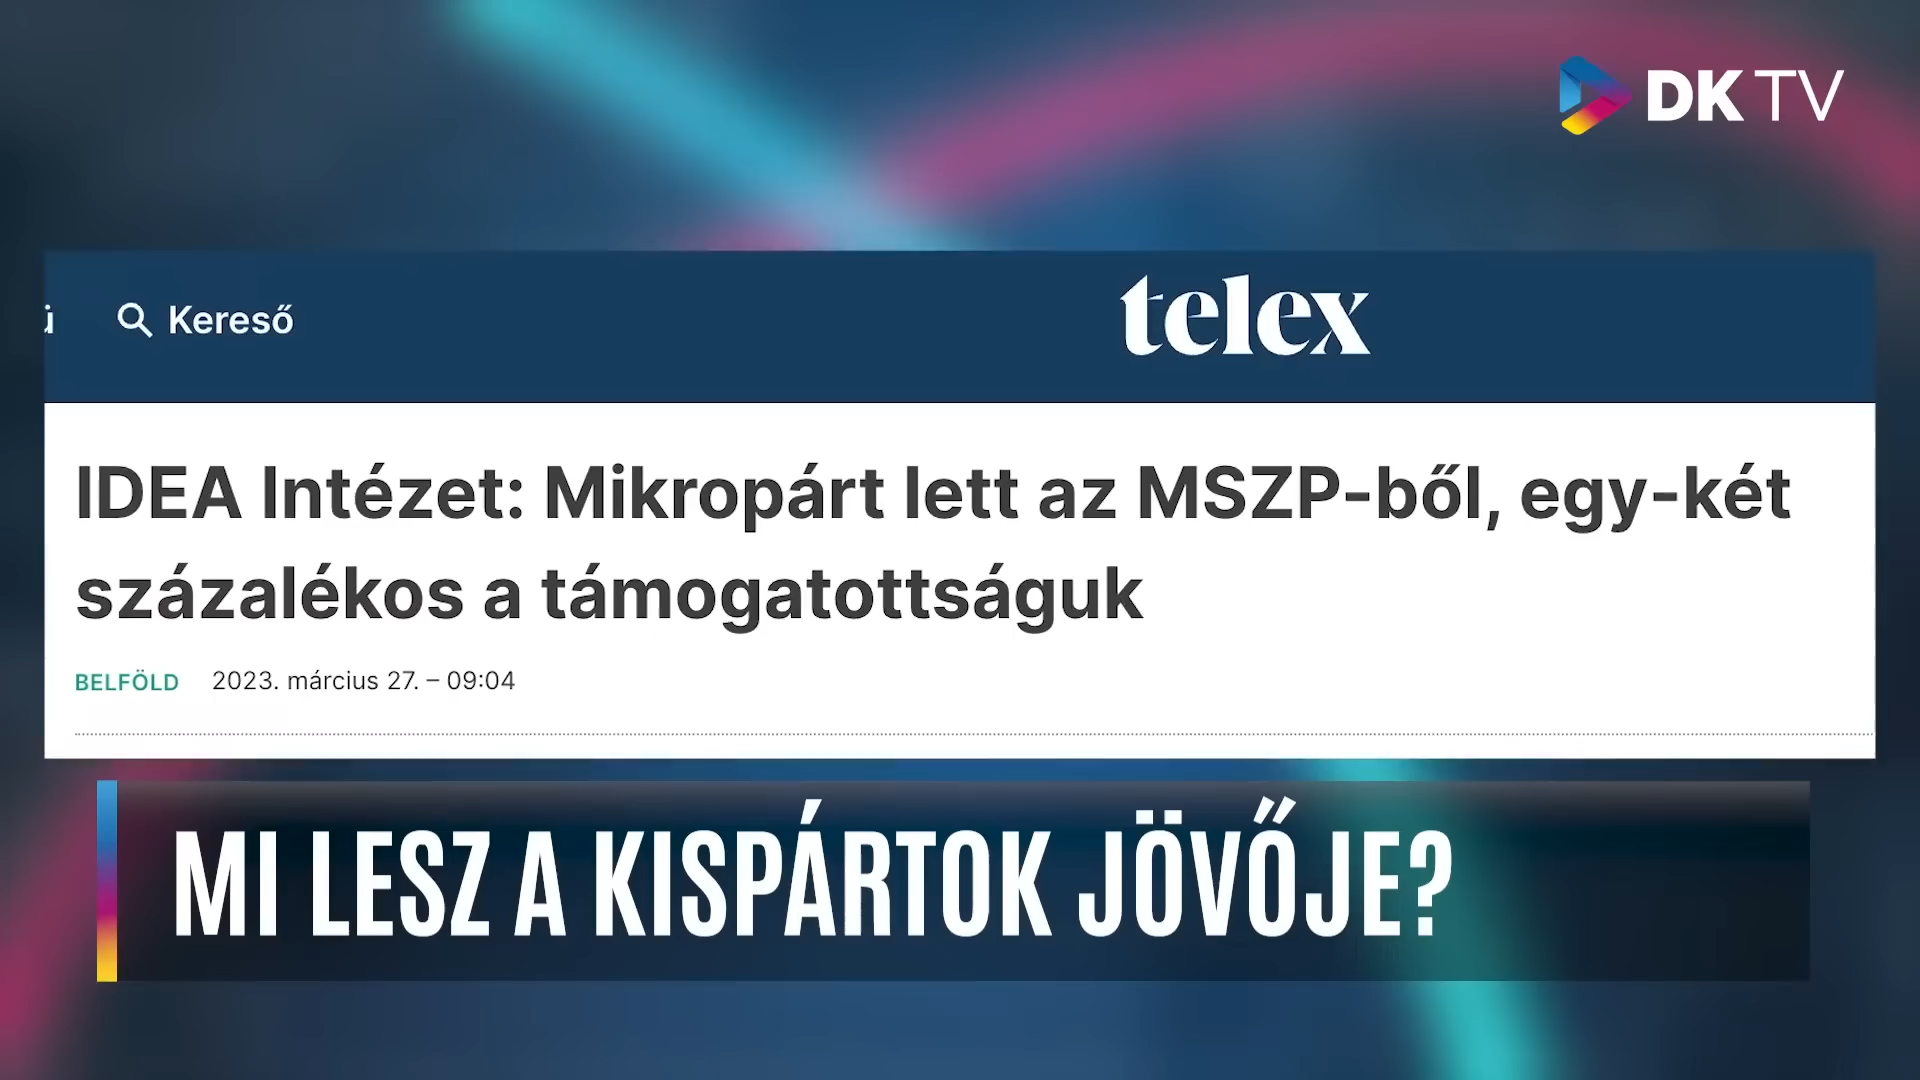 DK TV
ü Kereső
telex
IDEA Intézet: Mikropárt lett az MSZP-ből, egy-két
százalékos a támogatottságuk
BELFÖLD 2023. március 27. – 09:04
MI LESZ A KISPÁRTOK JÖVŐJE?